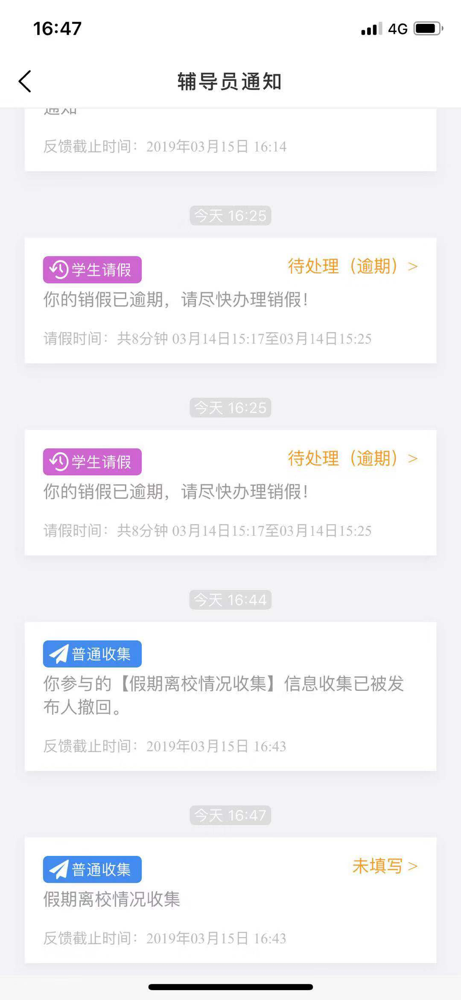 16:47
4G
辅导员通知
通知
反馈截止时间：2019年03月15日 16:14
今天 16:25
学生请假
待处理（逾期）>
你的销假已逾期，请尽快办理销假！
请假时间：共8分钟 03月14日15:17至03月14日15:25
今天 16:25
学生请假
待处理（逾期）>
你的销假已逾期，请尽快办理销假！
请假时间：共8分钟 03月14日15:17至03月14日15:25
今天 16:44
普通收集
你参与的【假期离校情况收集】信息收集已被发
布人撤回。
反馈截止时间：2019年03月15日 16:43
今天 16:47
普通收集
未填写 >
假期离校情况收集
反馈截止时间：2019年03月15日 16:43